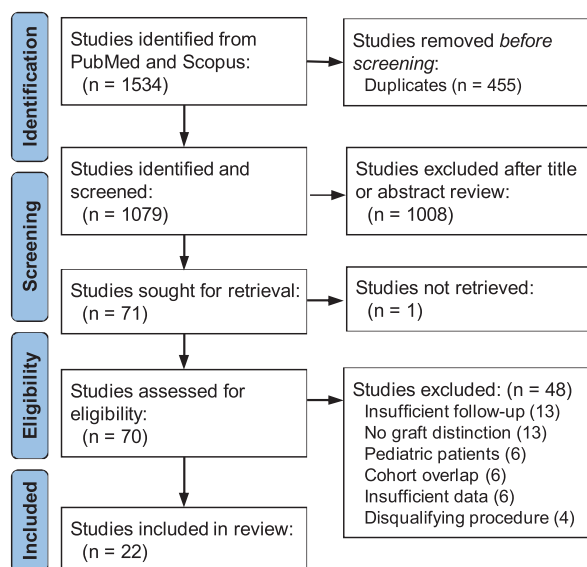 Identification
Studies identified from
PubMed and Scopus:
(n = 1534)
Studies removed before
screening:
Duplicates (n = 455)
Screening
Studies identified and
screened:
(n = 1079)
Studies excluded after title
or abstract review:
(n = 1008)
Studies sought for retrieval:
(n = 71)
Studies not retrieved:
(n = 1)
Eligibility
Studies assessed for
eligibility:
(n = 70)
Studies excluded: (n = 48)
Insufficient follow-up (13)
No graft distinction (13)
Pediatric patients (6)
Cohort overlap (6)
Insufficient data (6)
Disqualifying procedure (4)
Included
Studies included in review:
(n = 22)